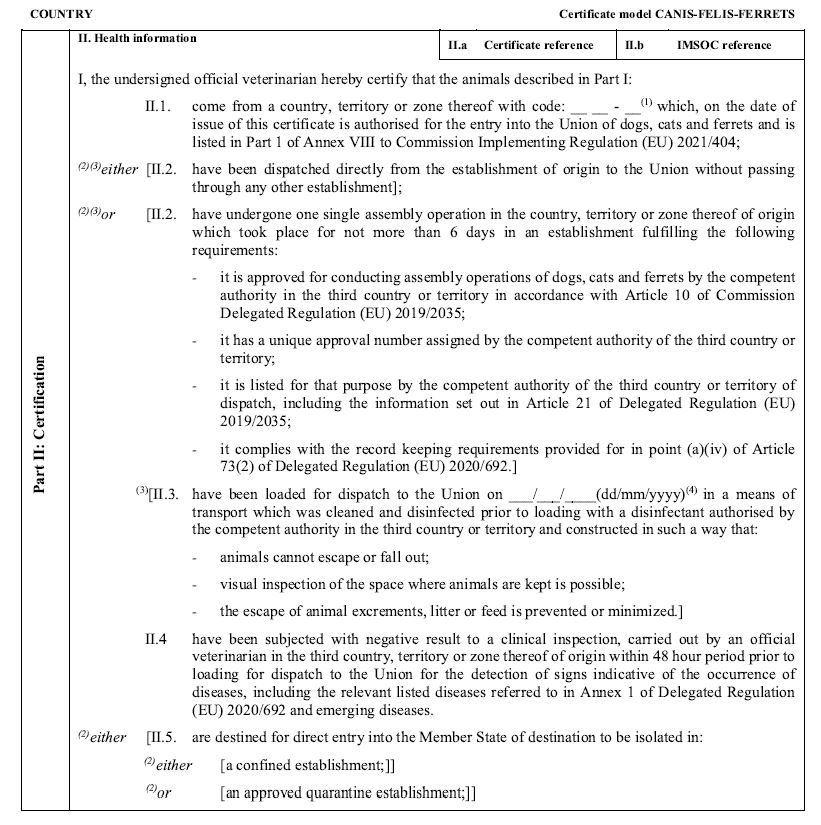 COUNTRY Certificate model CANIS-FELIS-FERRETS
II. Health information
II.a Certificate reference II.b IMSOC reference
Part II: Certification
I, the undersigned official veterinarian hereby certify that the animals described in Part I:
II.1. come from a country, territory or zone thereof with code: __ __ - __(1) which, on the date of
issue of this certificate is authorised for the entry into the Union of dogs, cats and ferrets and is
listed in Part 1 of Annex VIII to Commission Implementing Regulation (EU) 2021/404;
(2)(3)either [II.2. have been dispatched directly from the establishment of origin to the Union without passing
through any other establishment];
(2)(3)or [II.2. have undergone one single assembly operation in the country, territory or zone thereof of origin
which took place for not more than 6 days in an establishment fulfilling the following
requirements:
- it is approved for conducting assembly operations of dogs, cats and ferrets by the competent
authority in the third country or territory in accordance with Article 10 of Commission
Delegated Regulation (EU) 2019/2035;
- it has a unique approval number assigned by the competent authority of the third country or
territory;
- it is listed for that purpose by the competent authority of the third country or territory of
dispatch, including the information set out in Article 21 of Delegated Regulation (EU)
2019/2035;
- it complies with the record keeping requirements provided for in point (a)(iv) of Article
73(2) of Delegated Regulation (EU) 2020/692.]
(3)[II.3. have been loaded for dispatch to the Union on ___/___/____(dd/mm/yyyy)(4) in a means of
transport which was cleaned and disinfected prior to loading with a disinfectant authorised by
the competent authority in the third country or territory and constructed in such a way that:
- animals cannot escape or fall out;
- visual inspection of the space where animals are kept is possible;
- the escape of animal excrements, litter or feed is prevented or minimized.]
II.4 have been subjected with negative result to a clinical inspection, carried out by an official
veterinarian in the third country, territory or zone thereof of origin within 48 hour period prior to
loading for dispatch to the Union for the detection of signs indicative of the occurrence of
diseases, including the relevant listed diseases referred to in Annex 1 of Delegated Regulation
(EU) 2020/692 and emerging diseases.
(2)either [II.5. are destined for direct entry into the Member State of destination to be isolated in:
(2)either [a confined establishment;]]
(2)or [an approved quarantine establishment;]]